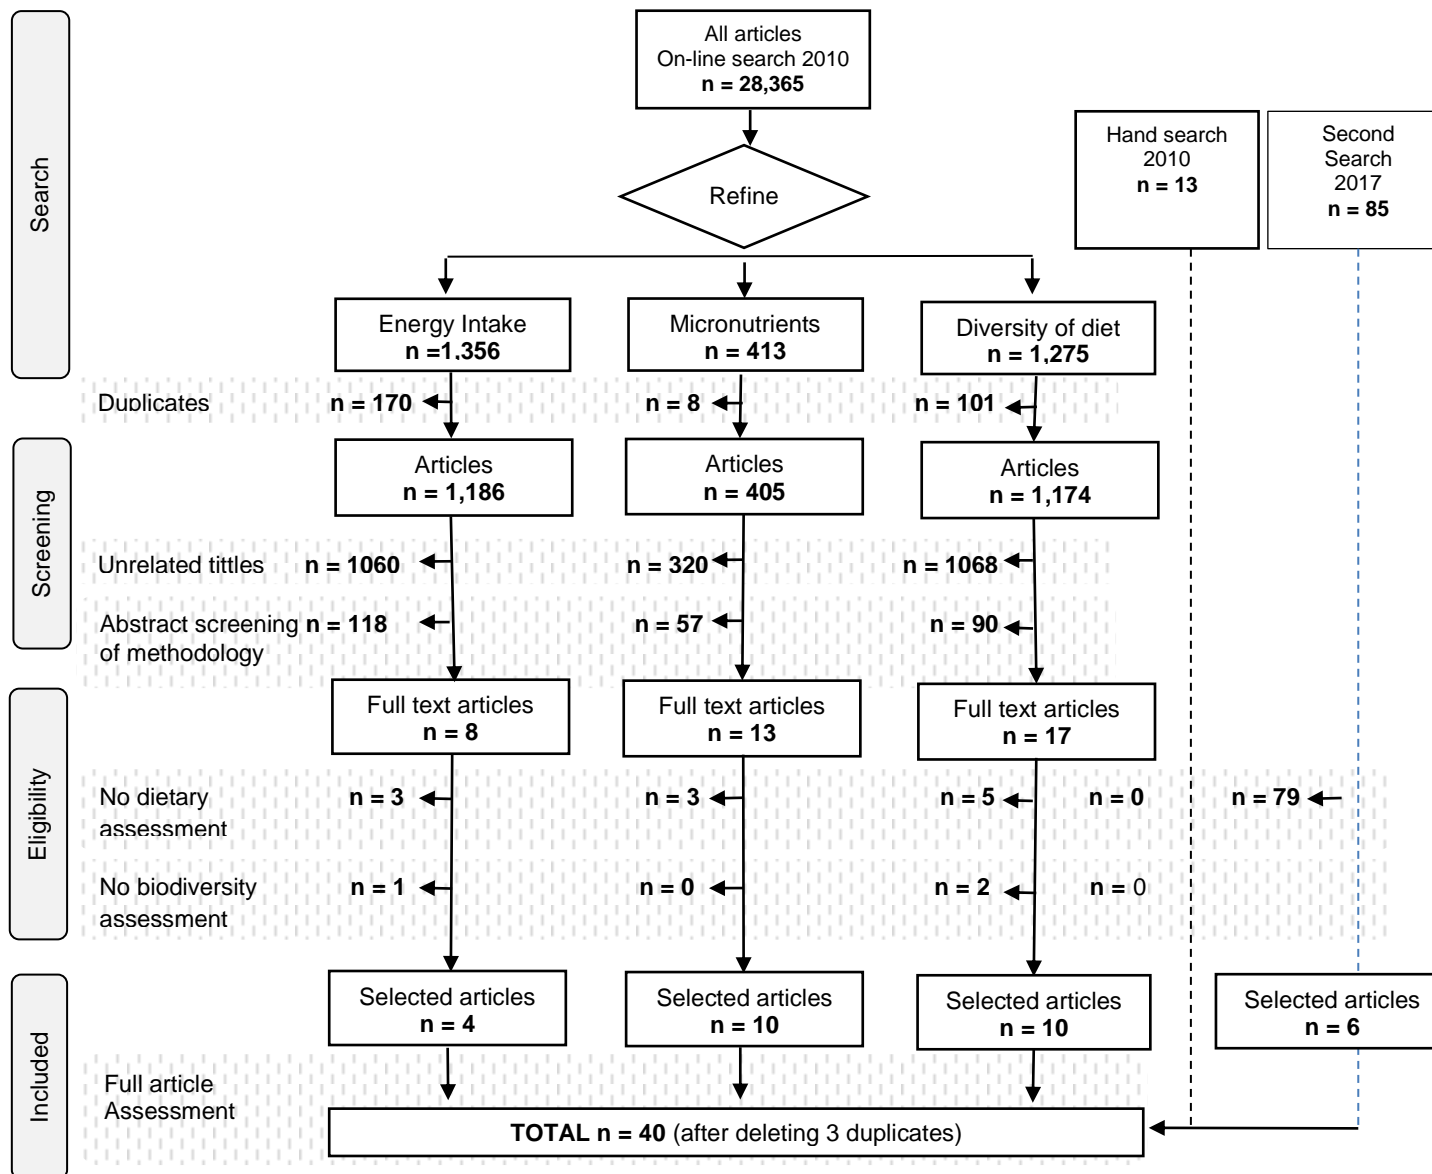 Search
All articles
On-line search 2010
n = 28,365
Refine
Hand search
2010
n = 13
Second
Search
2017
n = 85
Energy Intake
n =1,356
Micronutrients
n = 413
Diversity of diet
n = 1,275
Duplicates
n = 170
n = 8
n = 101
Screening
Articles
n = 1,186
Articles
n = 405
Articles
n = 1,174
Unrelated tittles
n = 1060
n = 320
n = 1068
Abstract screening
of methodology
n = 118
n = 57
n = 90
Eligibility
Full text articles
n = 8
Full text articles
n = 13
Full text articles
n = 17
No dietary
assessment
n = 3
n = 3
n = 5
n = 0
n = 79
No biodiversity
assessment
n = 1
n = 0
n = 2
n = 0
Included
Selected articles
n = 4
Selected articles
n = 10
Selected articles
n = 10
Selected articles
n = 6
Full article
Assessment
TOTAL n = 40 (after deleting 3 duplicates)